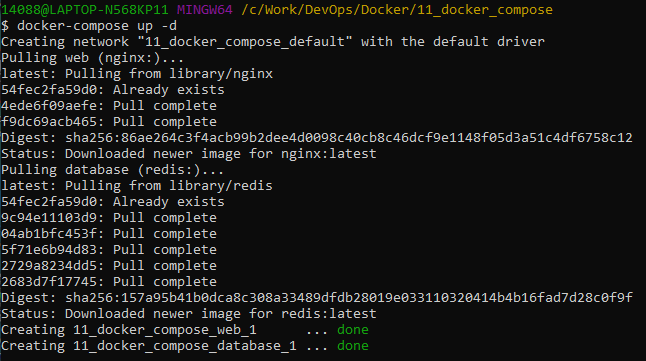 14088@LAPTOP-N568KP11 MINGW64 /c/Work/DevOps/Docker/11_docker_compose
$ docker-compose up -d
Creating network "11_docker_compose_default" with the default driver
Pulling web (nginx:)...
latest: Pulling from library/nginx
54fec2fa59d0: Already exists
4ede6f09aefe: Pull complete
f9dc69acb465: Pull complete
Digest: sha256:86ae264c3f4acb99b2dee4d0098c40cb8c46dcf9e1148f05d3a51c4df6758c12
Status: Downloaded newer image for nginx:latest
Pulling database (redis:)...
latest: Pulling from library/redis
54fec2fa59d0: Already exists
9c94e11103d9: Pull complete
04ab1bfc453f: Pull complete
5f71e6b94d83: Pull complete
2729a8234dd5: Pull complete
2683d7f17745: Pull complete
Digest: sha256:157a95b41b0dca8c308a33489dfdb28019e033110320414b4b16fad7d28c0f9f
Status: Downloaded newer image for redis:latest
Creating 11_docker_compose_web_1      ... done
Creating 11_docker_compose_database_1 ... done